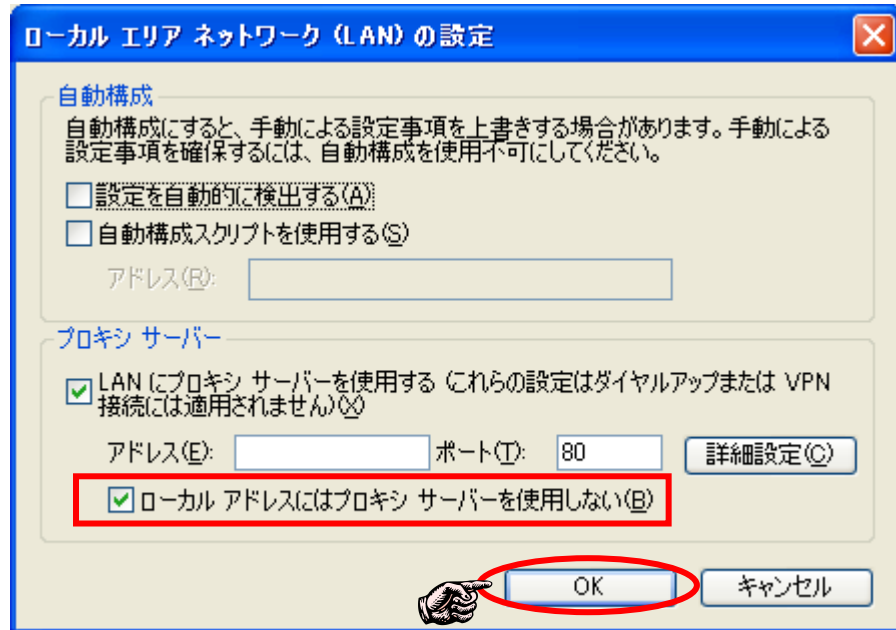 ローカル エリア ネットワーク (LAN) の設定
自動構成
自動構成にすると、手動による設定事項を上書きする場合があります。手動による
設定事項を確保するには、自動構成を使用不可にしてください。
設定を自動的に検出する(A)
自動構成スクリプトを使用する(S)
アドレス(R):
プロキシ サーバー
LAN にプロキシ サーバーを使用する (これらの設定はダイヤルアップまたは VPN
接続には適用されません)(X)
アドレス(E): ポート(T): 80 詳細設定(C)
ローカル アドレスにはプロキシ サーバーを使用しない(B)
OK キャンセル